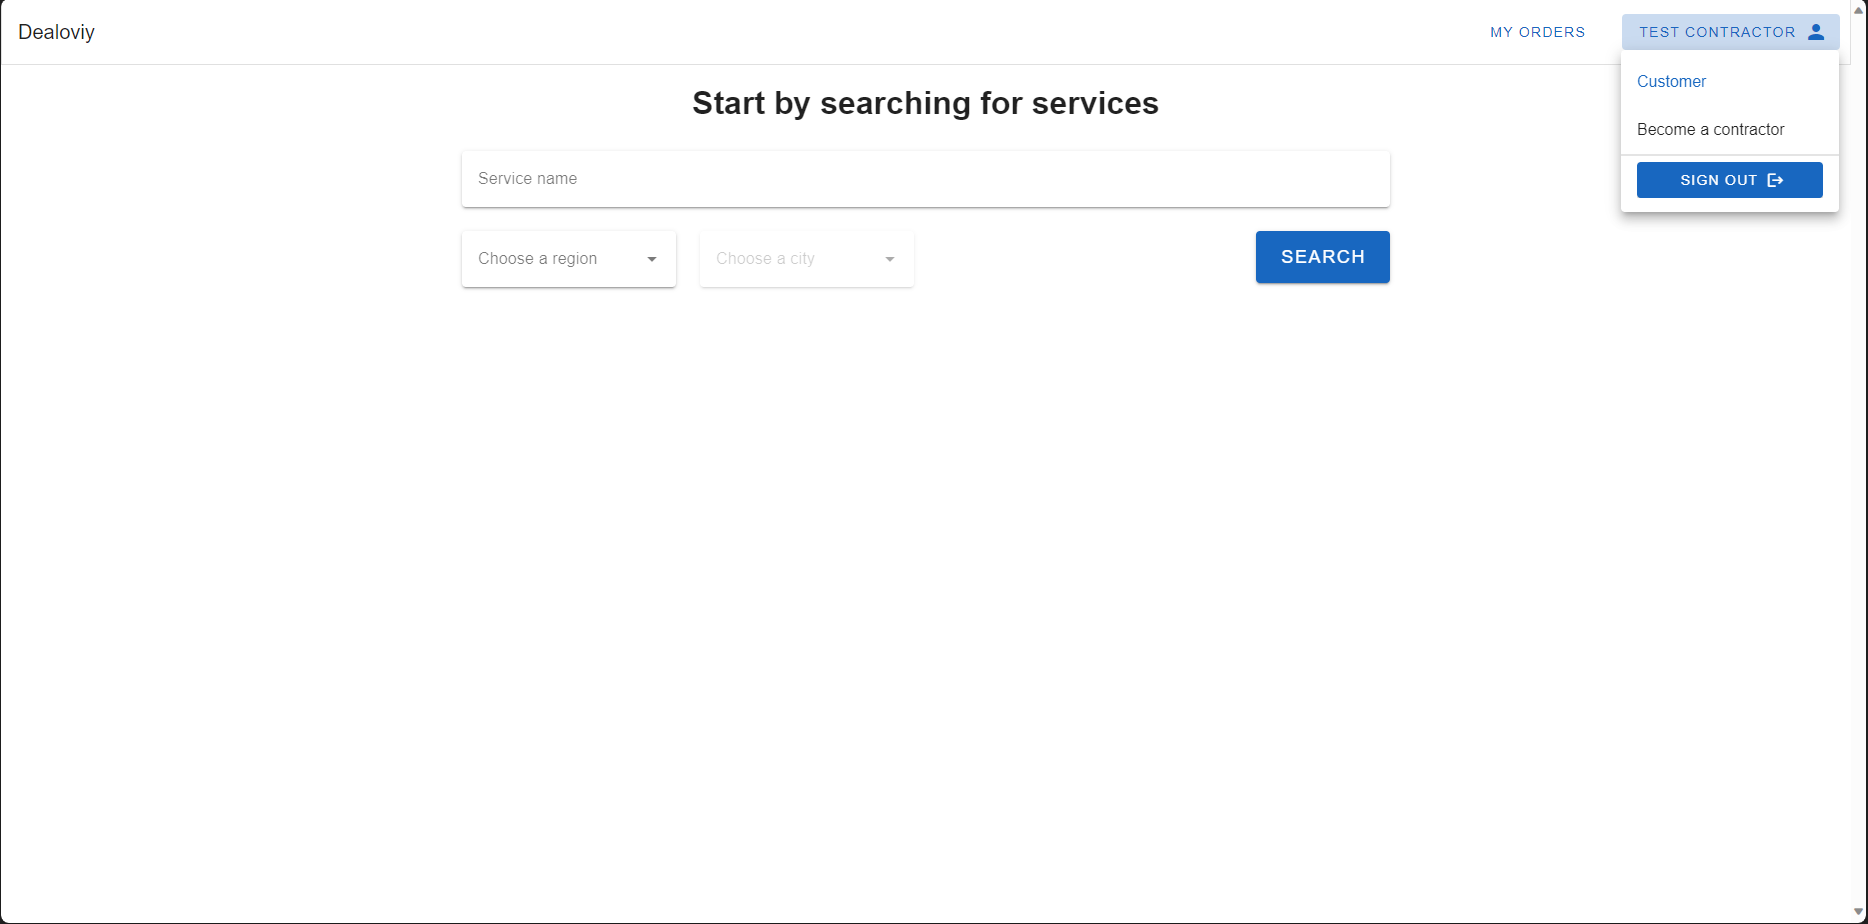 Dealoviy
MY ORDERS
TEST CONTRACTOR
Customer
Become a contractor
SIGN OUT
Start by searching for services
Service name
Choose a region
Choose a city
SEARCH